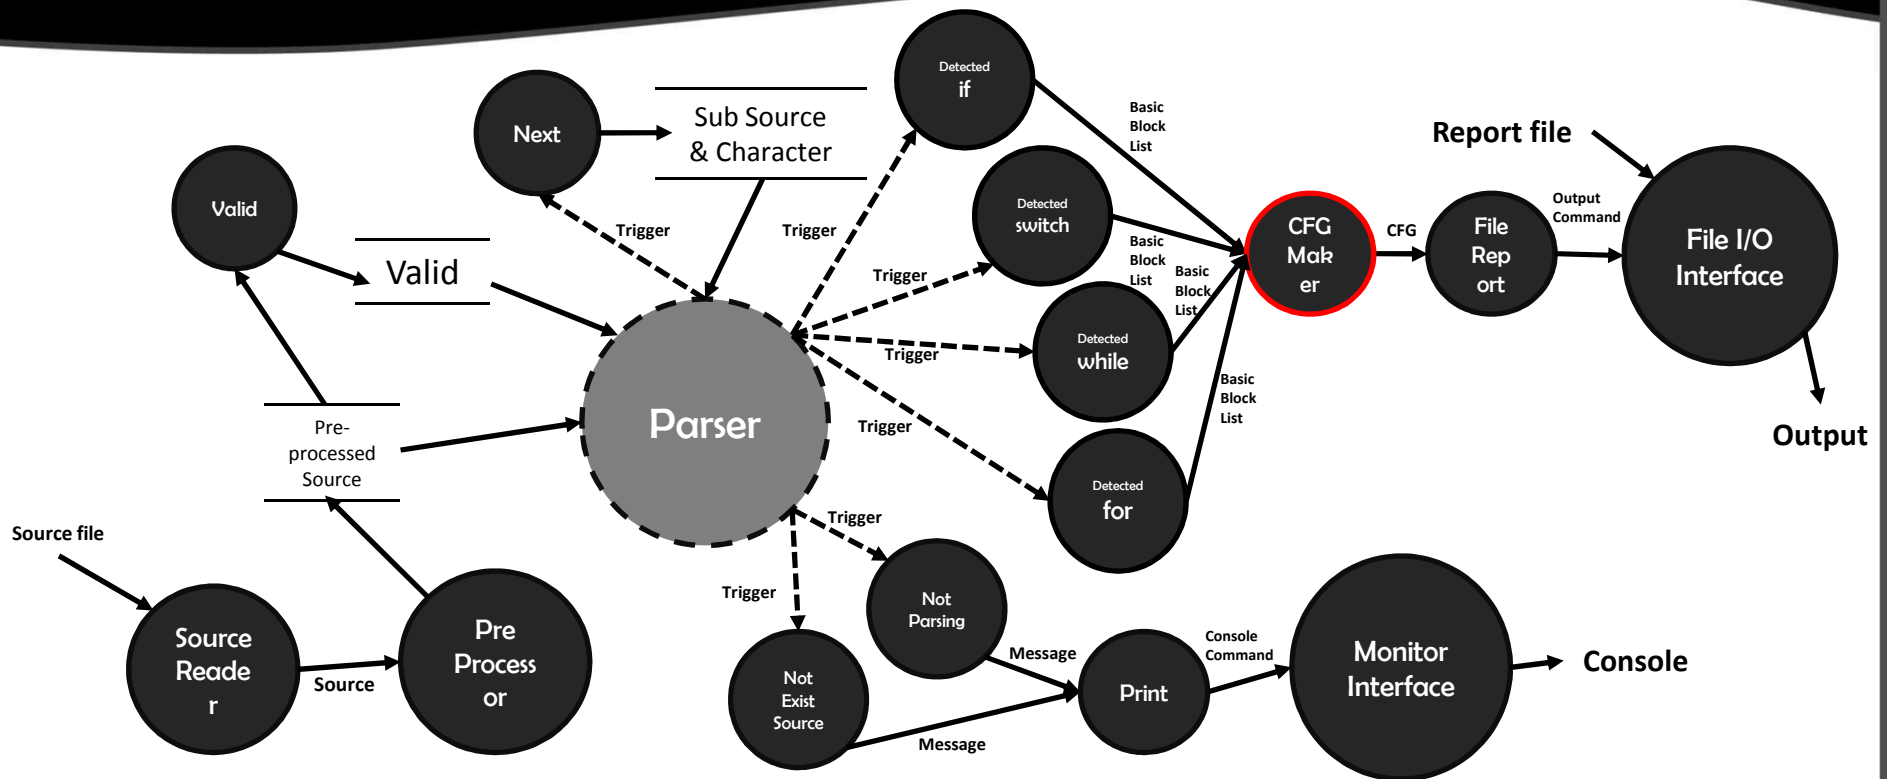 Detected
if
Basic
Block
List
Next
Sub Source
& Character
Report file
Valid
Trigger
Trigger
Detected
switch
Basic
Block
List
Output
Command
CFG
Mak
er
CFG
File
Rep
ort
File I/O
Interface
Valid
Trigger
Basic
Block
List
Detected
while
Trigger
Basic
Block
List
Parser
Trigger
Output
Pre-
processed
Source
Detected
for
Source file
Trigger
Trigger
Not
Parsing
Source
Reade
r
Source
Pre
Process
or
Not
Exist
Source
Message
Message
Print
Console
Command
Monitor
Interface
Console